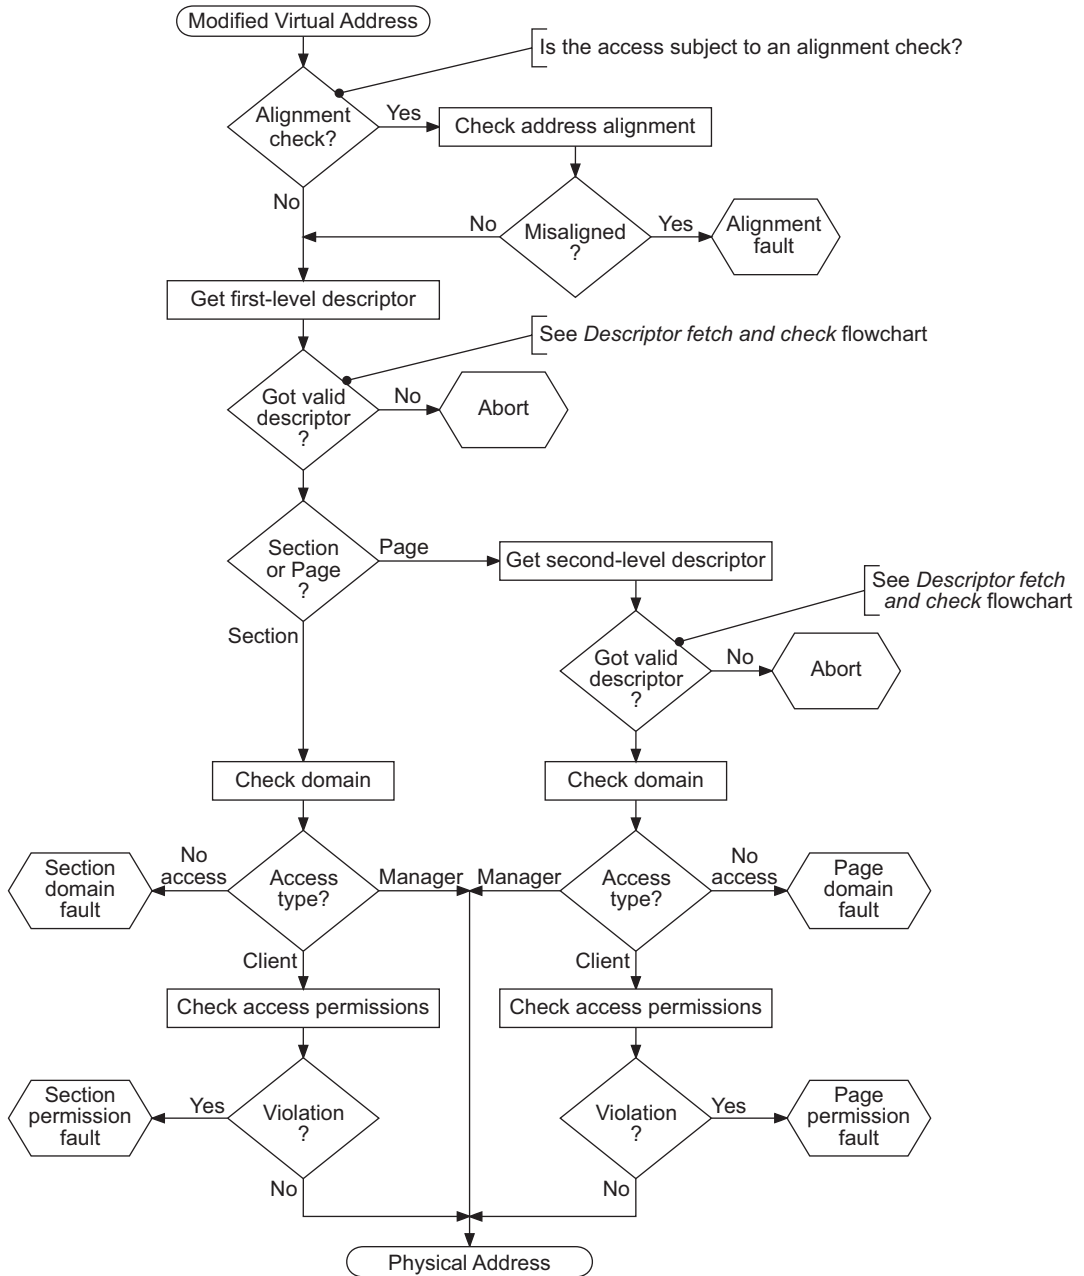 Modified Virtual Address
Is the access subject to an alignment check?
Alignment
check?
Yes
Check address alignment
No
No
Misaligned
?
Yes
Alignment
fault
Get first-level descriptor
See Descriptor fetch and check flowchart
Got valid
descriptor
?
No
Abort
Section
or Page
?
Page
Get second-level descriptor
See Descriptor fetch
and check flowchart
Section
Got valid
descriptor
?
No
Abort
Check domain
Check domain
Section
domain
fault
No
access
Access
type?
Manager
Manager
Access
type?
No
access
Page
domain
fault
Client
Client
Check access permissions
Check access permissions
Section
permission
fault
Yes
Violation
?
Violation
?
Yes
Page
permission
fault
No
No
Physical Address